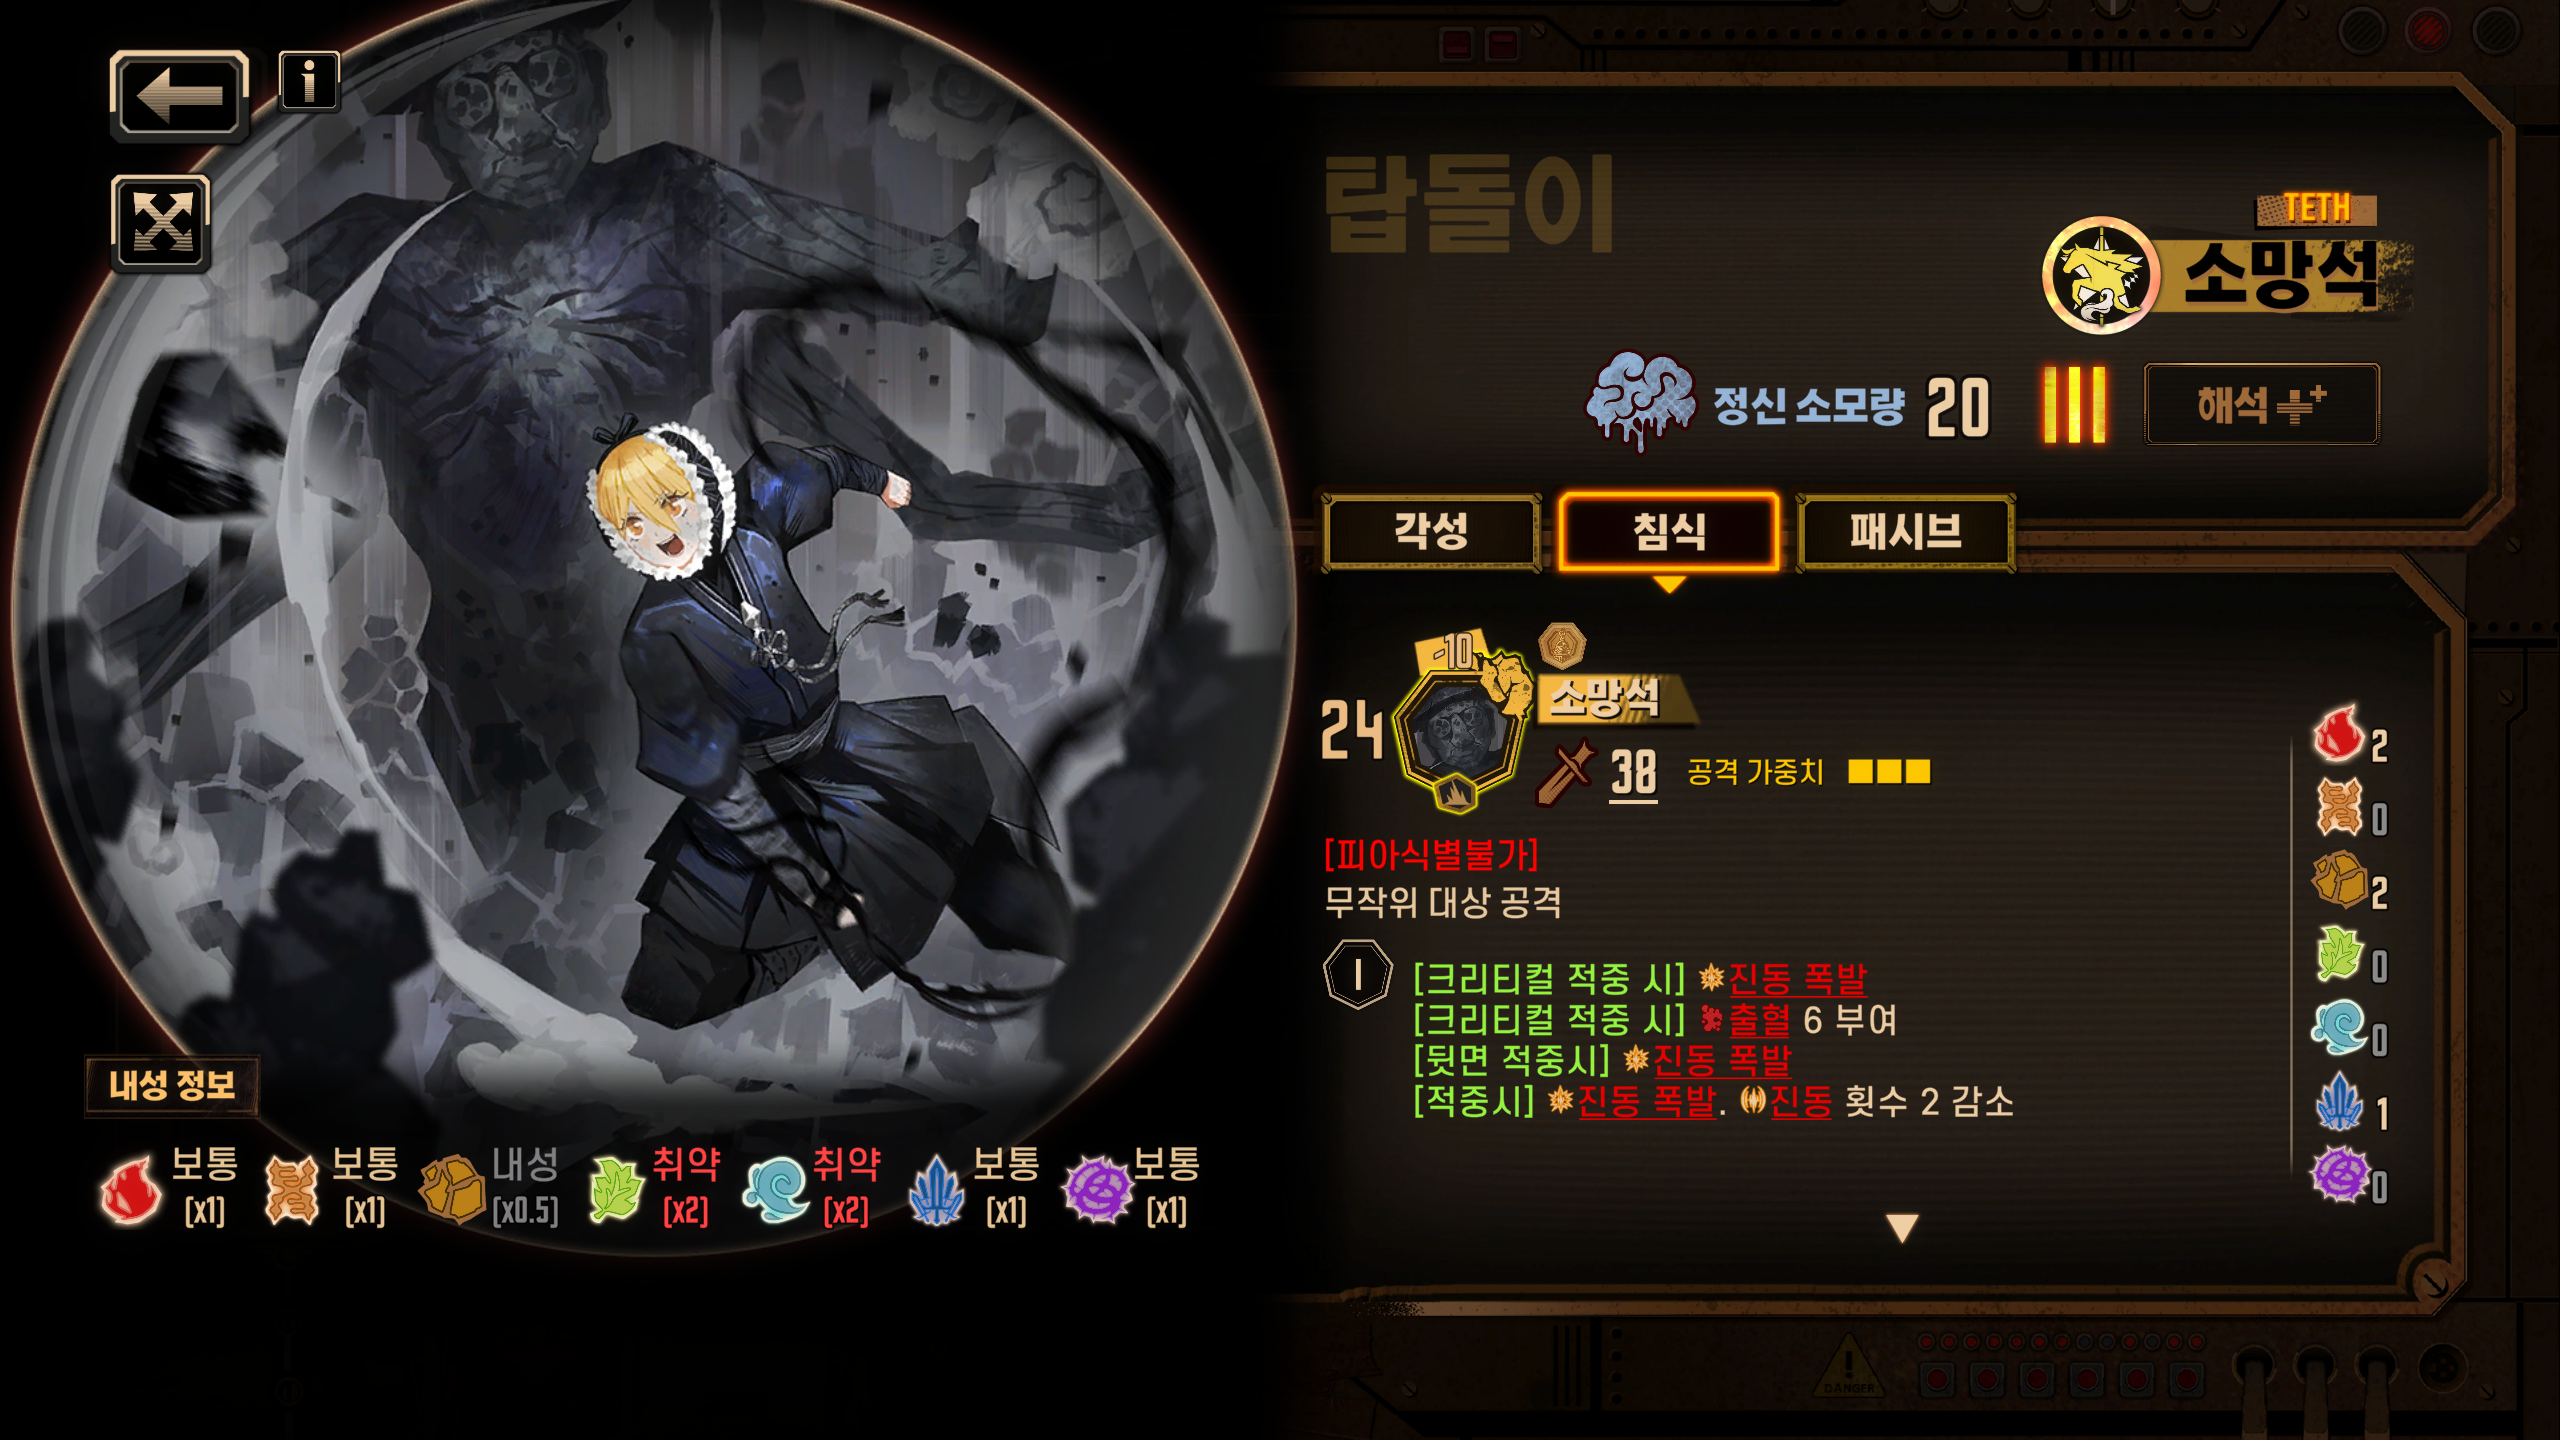 i
탑돌이
TETH
소망석
정신 소모량 20
해석
각성
침식
패시브
-10
소망석
24
38 공격 가중치
[피아식별불가]
무작위 대상 공격
I
[크리티컬 적중 시] 진동 폭발
[크리티컬 적중 시] 출혈 6 부여
[뒷면 적중시] 진동 폭발
[적중시] 진동 폭발. 진동 횟수 2 감소
2
0
2
0
0
1
0
내성 정보
보통 보통 내성 취약 취약 보통 보통
[x1] [x1] [x0.5] [x2] [x2] [x1] [x1]
DANGER